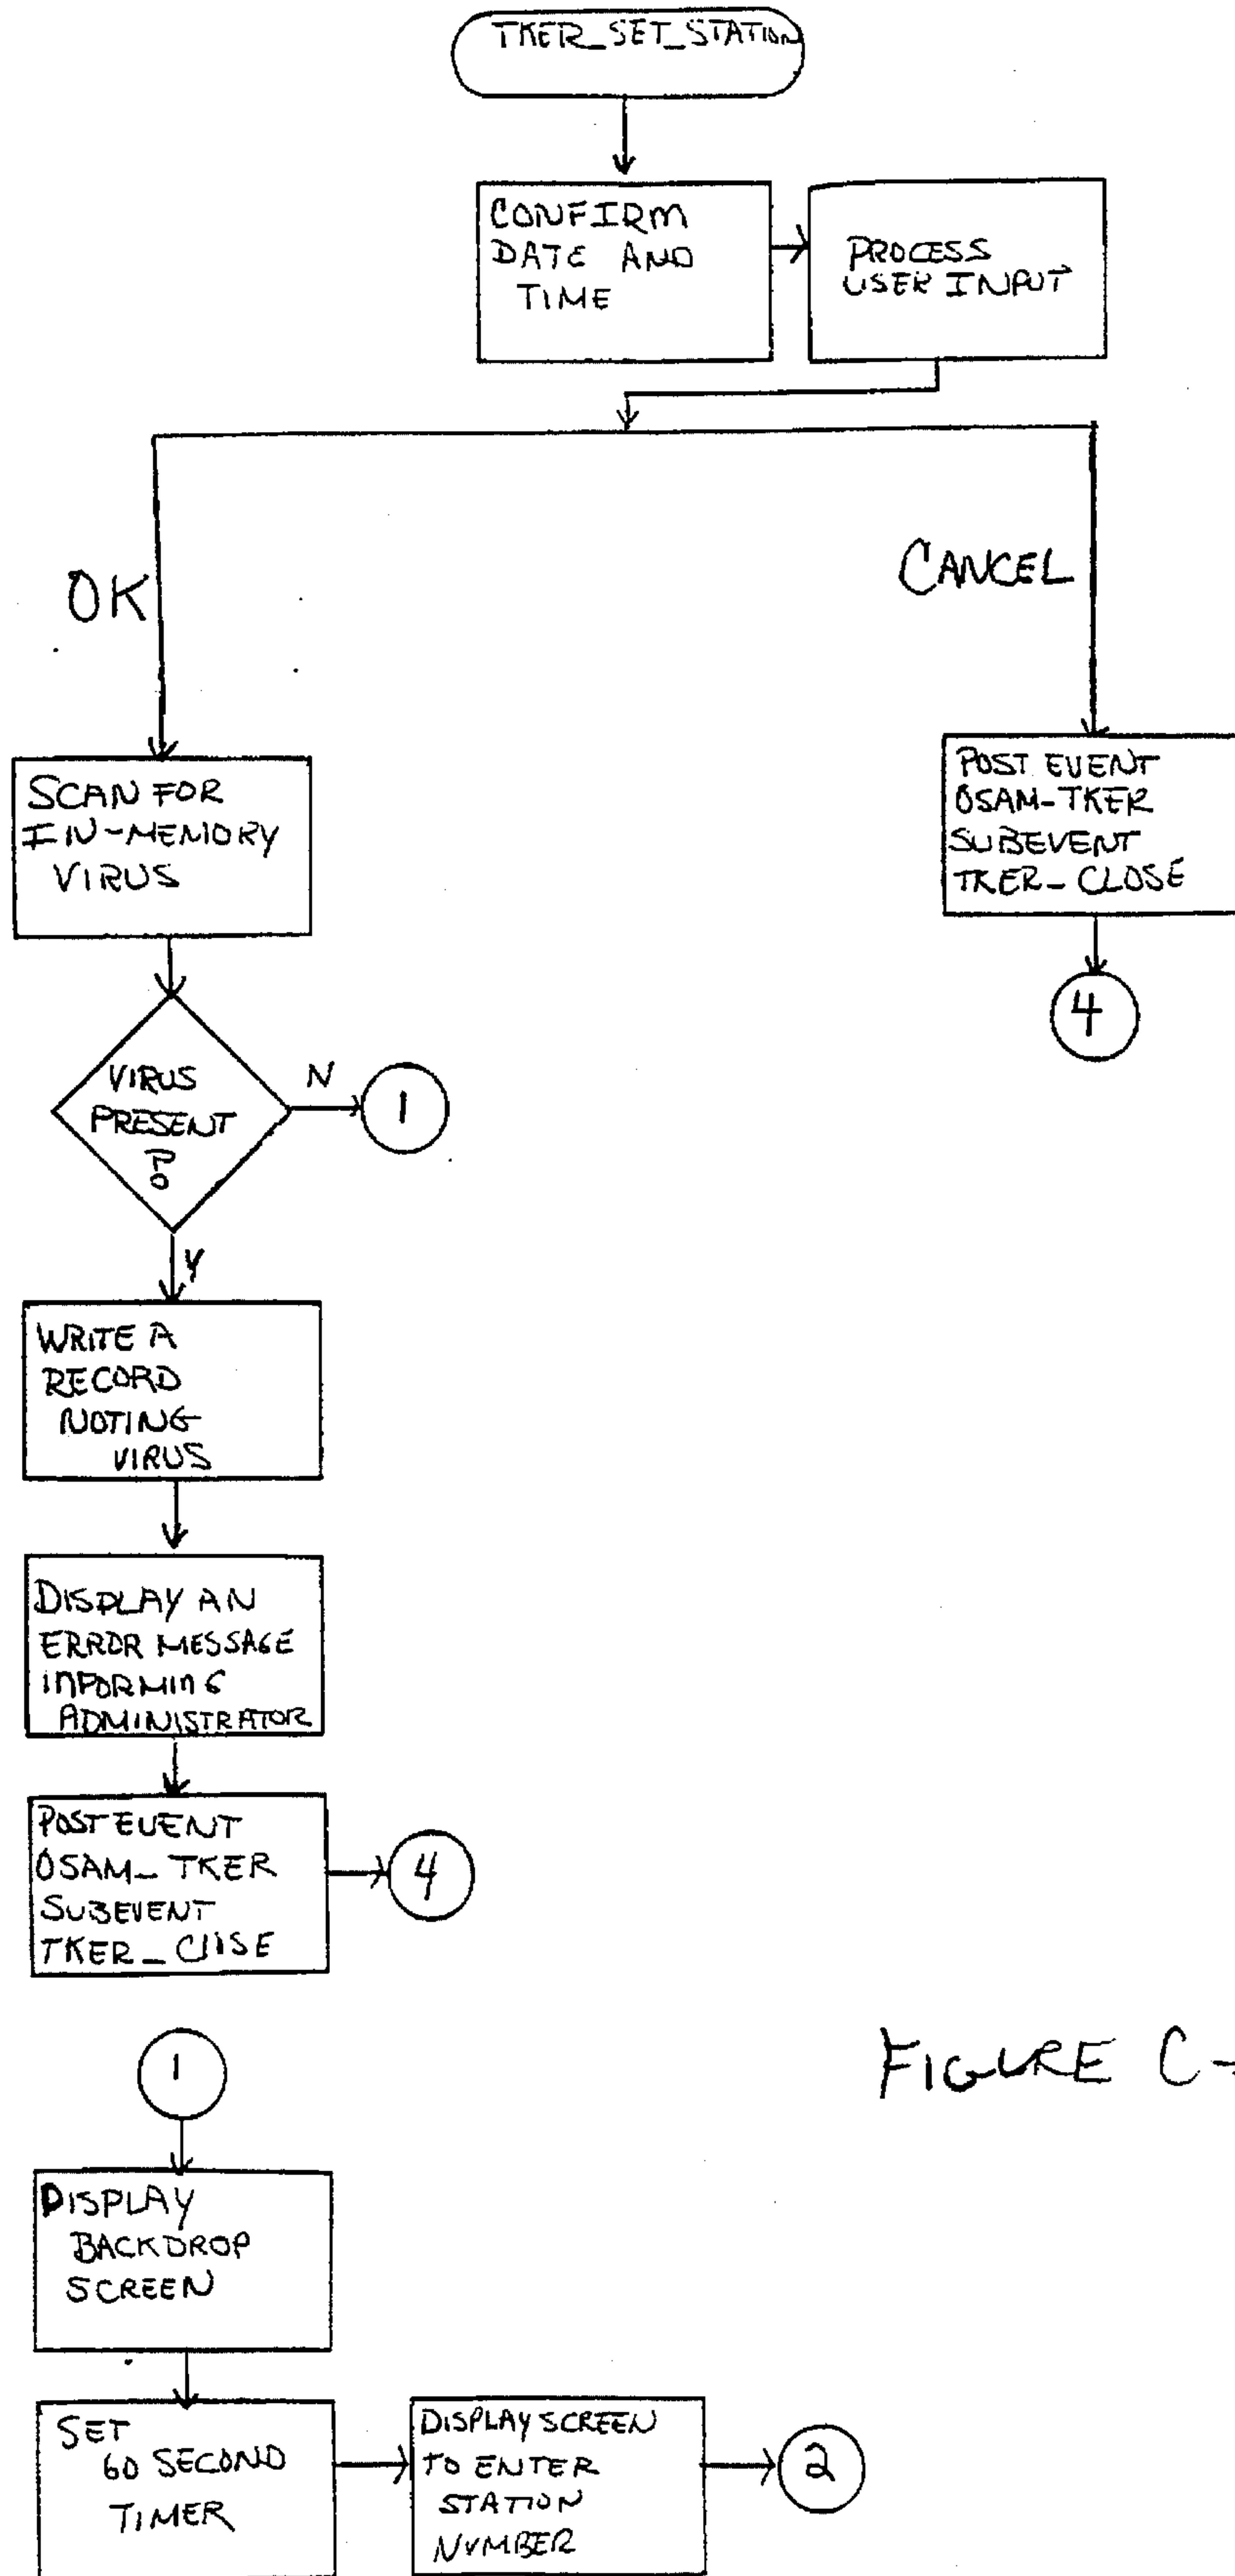 TKER_SET_STATION
CONFIRM
DATE AND
TIME
PROCESS
USER INPUT
OK
CANCEL
SCAN FOR
IN-MEMORY
VIRUS
POST EVENT
OSAM-TKER
SUBEVENT
TKER_CLOSE
4
VIRUS
PRESENT
?
N
1
Y
WRITE A
RECORD
NOTING
VIRUS
DISPLAY AN
ERROR MESSAGE
INFORMING
ADMINISTRATOR
POST EVENT
OSAM_TKER
SUBEVENT
TKER_ClOSE
4
1
FIGURE C-
DISPLAY
BACKDROP
SCREEN
SET
60 SECOND
TIMER
DISPLAY SCREEN
TO ENTER
STATION
NUMBER
2